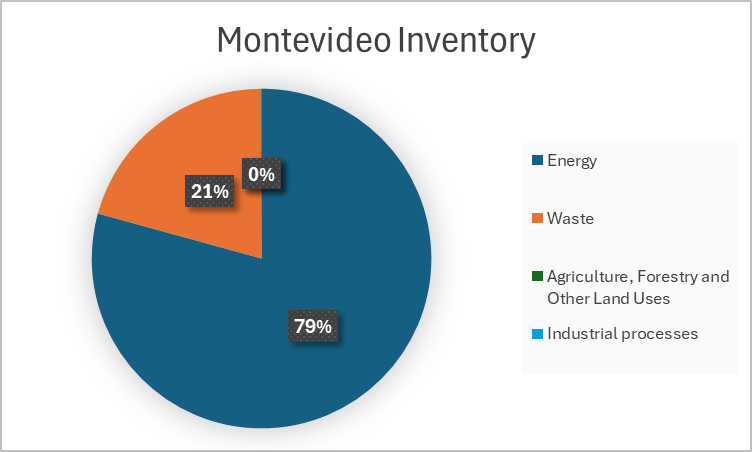 Montevideo Inventory
0%
21%
79%
Energy
Waste
Agriculture, Forestry and
Other Land Uses
Industrial processes